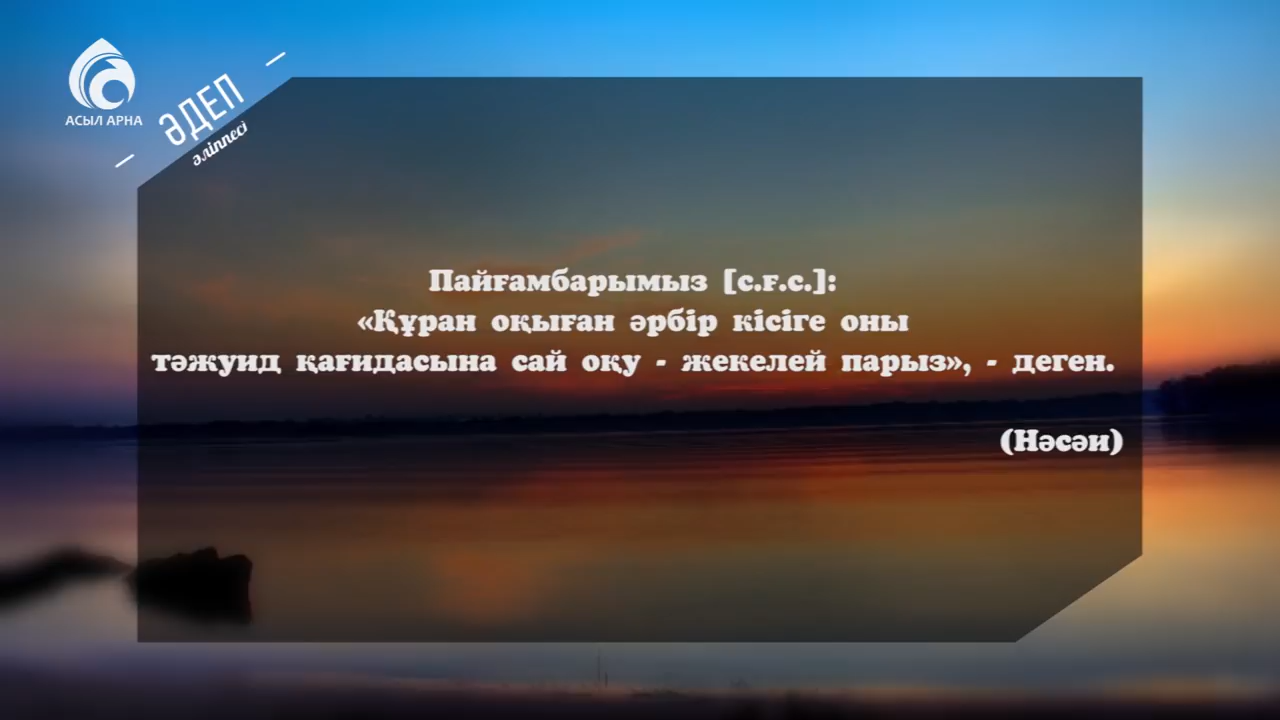 АСЫЛ АРНА
ӘДЕП
әліппесі
Пайғамбарымыз [с.ғ.с.]:
«Құран оқыған әрбір кісіге оны
тәжуид қағидасына сай оқу - жекелей парыз», - деген.
(Нәсәи)